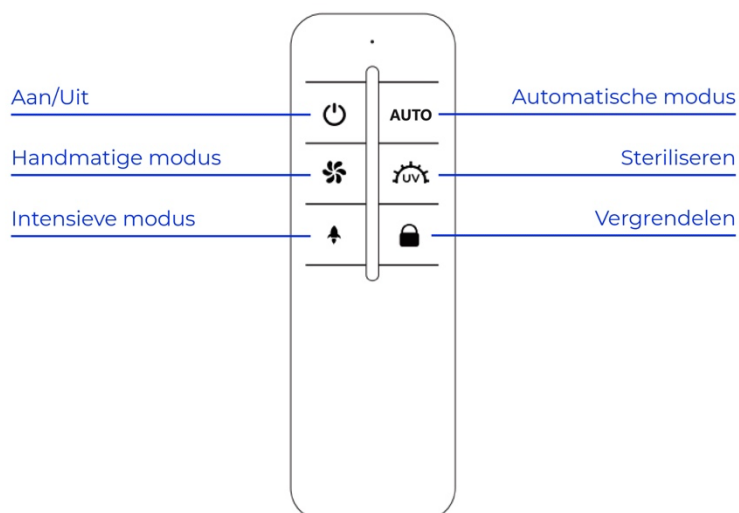 Aan/Uit
Automatische modus
AUTO
Handmatige modus
Steriliseren
UV
Intensieve modus
Vergrendelen